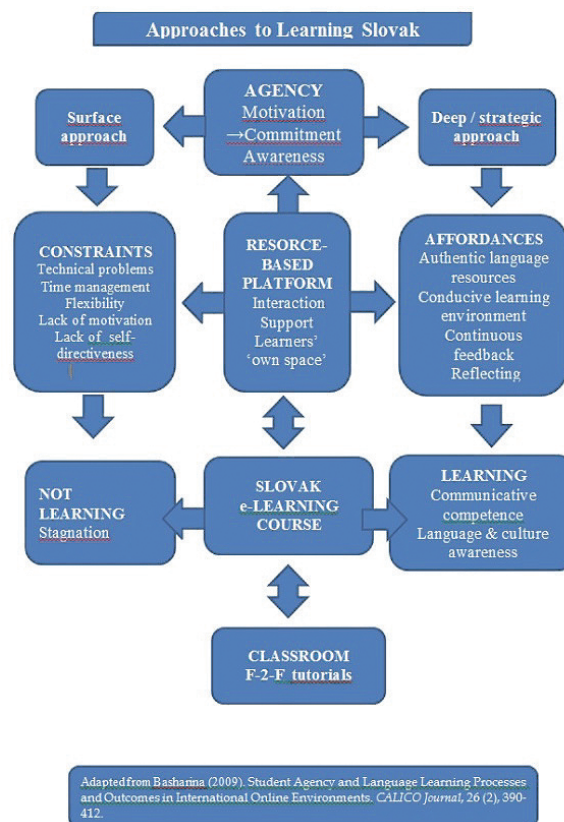 Approaches to Learning Slovak
Surface
approach
AGENCY
Motivation
→Commitment
Awareness
Deep / strategic
approach
CONSTRAINTS
Technical problems
Time management
Flexibility
Lack of motivation
Lack of self-
directiveness
(
RESORCE-
BASED
PLATFORM
Interaction
Support
Learners'
'own space'
AFFORDANCES
Authentic language
resources
Conducive learning
environment
Continuous
feedback
Reflecting
NOT
LEARNING
Stagnation
SLOVAK
e-LEARNING
COURSE
LEARNING
Communicative
competence
Language & culture
awareness
CLASSROOM
F-2-F tutorials
Adapted from Basharina (2009). Student Agency and Language Learning Processes
and Outcomes in International Online Environments. CALICO Journal, 26 (2), 390-
412.